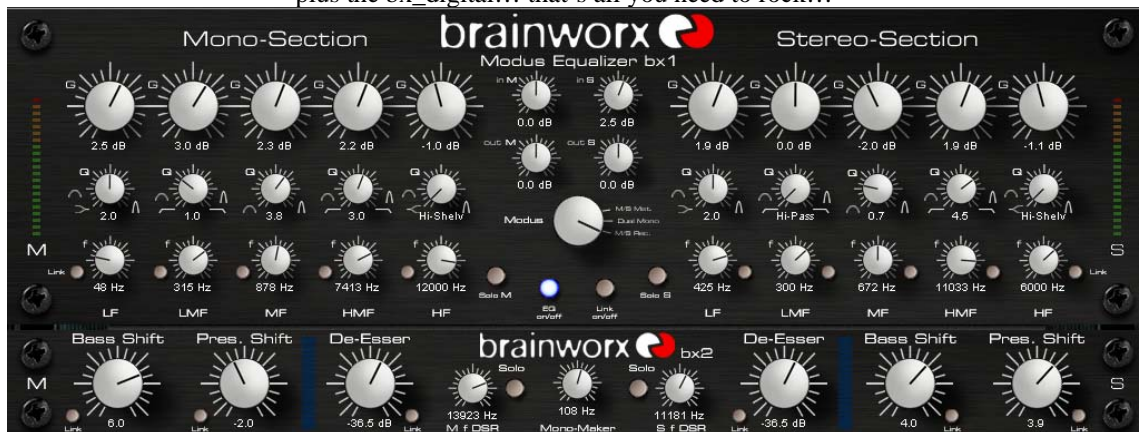 plus the bx_digital... that's all you need to rock...
Mono-Section brainworx Stereo-Section
Modus Equalizer bx1
G G G G G in M in S G G G G G
0.0 dB 2.5 dB
2.5 dB 3.0 dB 2.3 dB 2.2 dB -1.0 dB 1.9 dB 0.0 dB -2.0 dB 1.9 dB -1.1 dB
out M out S
Q Q Q Q Q Q Q Q Q Q
0.0 dB 0.0 dB
2.0 1.0 3.8 3.0 Hi-Shelv 2.0 Hi-Pass 0.7 4.5 Hi-Shelv
M/S Mst.
Modus Dual Mono
M/S Rec.
M S
f f f f f f f f f f
Link Link
48 Hz 315 Hz 878 Hz 7413 Hz 12000 Hz 425 Hz 300 Hz 672 Hz 11033 Hz 6000 Hz
Solo M Solo S
EQ on/off Link on/off
LF LMF MF HMF HF LF LMF MF HMF HF
Bass Shift Pres. Shift De-Esser brainworx bx2 De-Esser Bass Shift Pres. Shift
Solo Solo
M S
13923 Hz 108 Hz 11181 Hz
Link 6.0 Link -2.0 -36.5 dB Link M f DSR Mono-Maker S f DSR Link -36.5 dB Link 4.0 Link 3.9